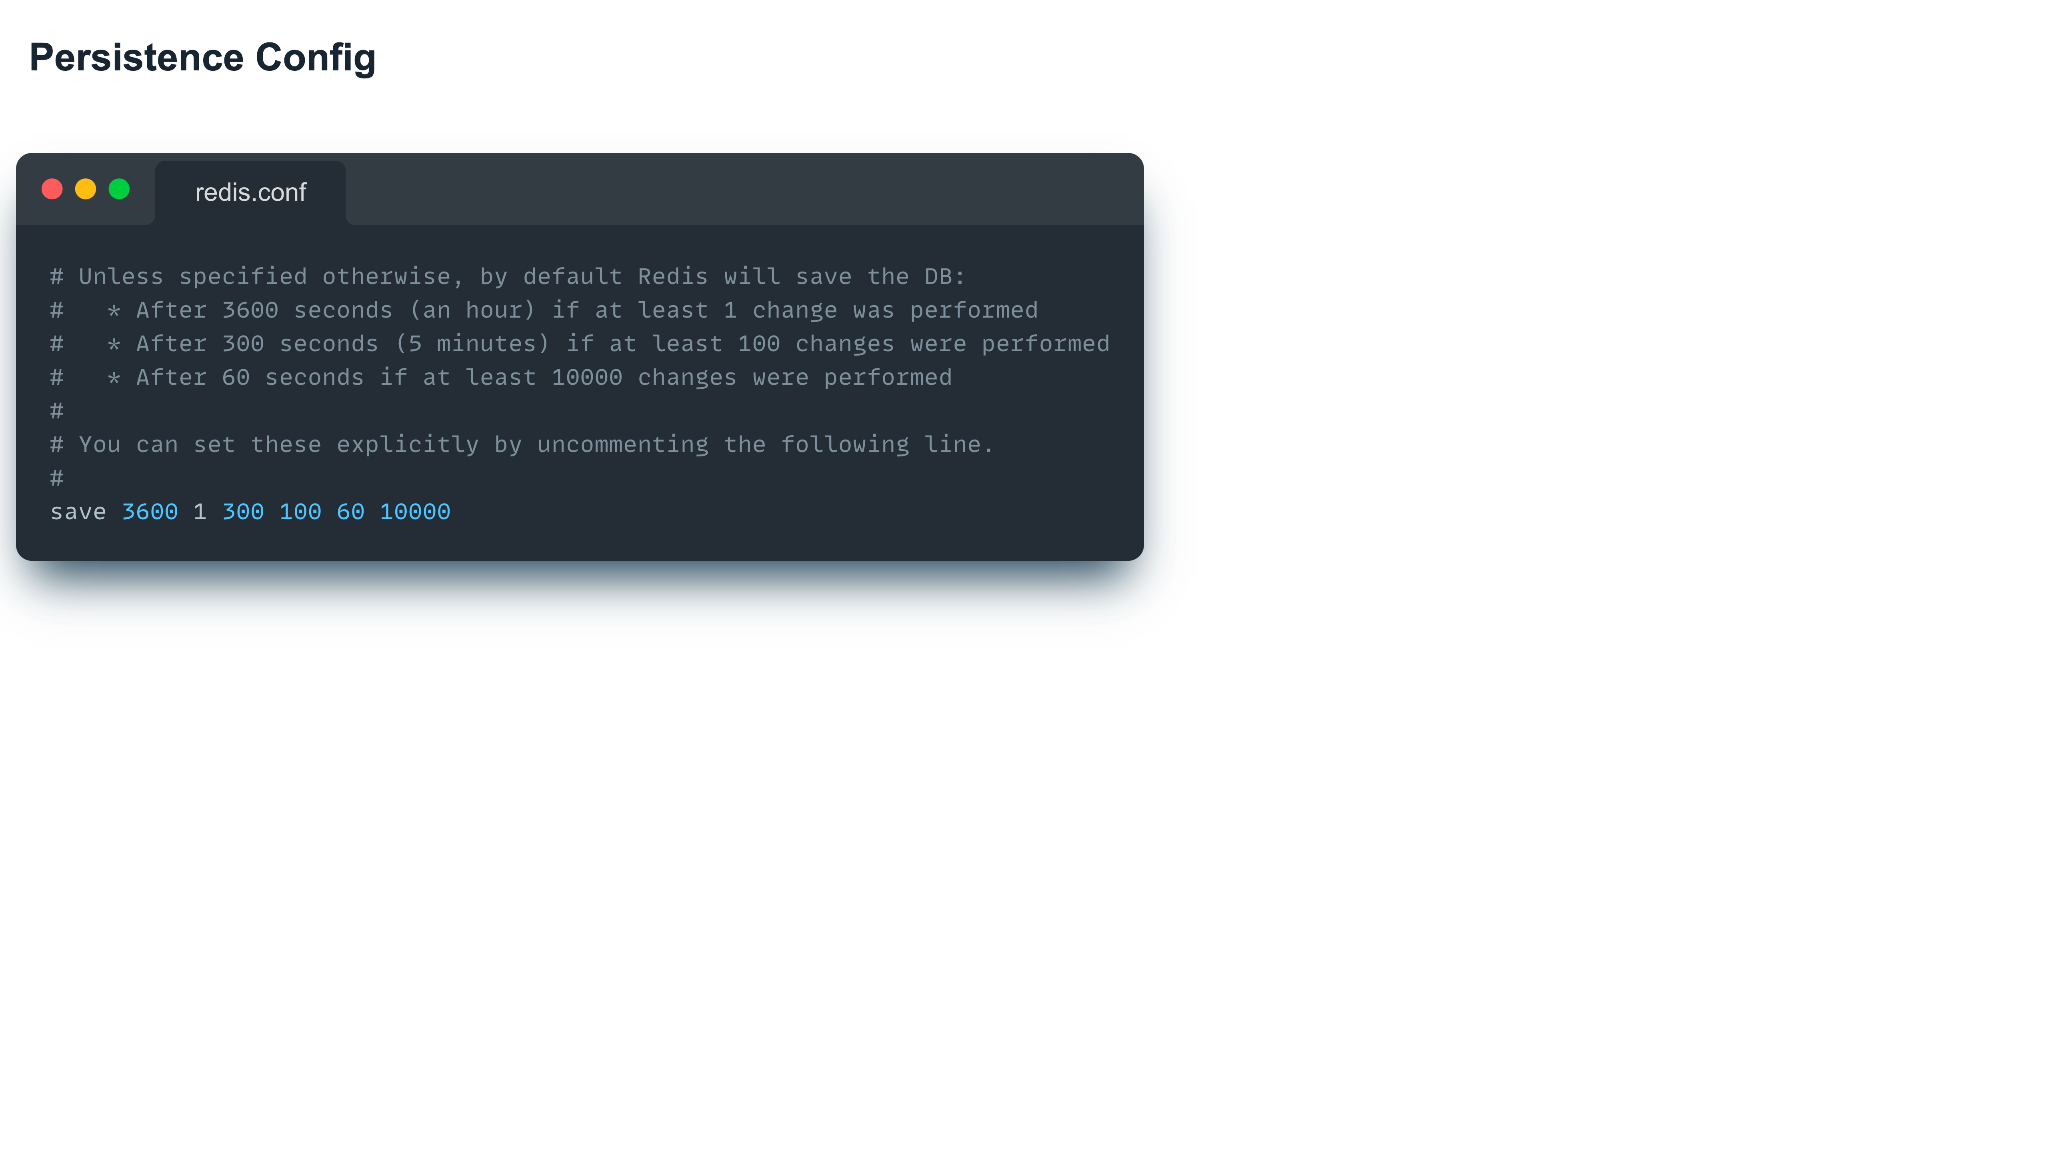 Persistence Config
redis.conf
# Unless specified otherwise, by default Redis will save the DB:
#   * After 3600 seconds (an hour) if at least 1 change was performed
#   * After 300 seconds (5 minutes) if at least 100 changes were performed
#   * After 60 seconds if at least 10000 changes were performed
#
# You can set these explicitly by uncommenting the following line.
#
save 3600 1 300 100 60 10000